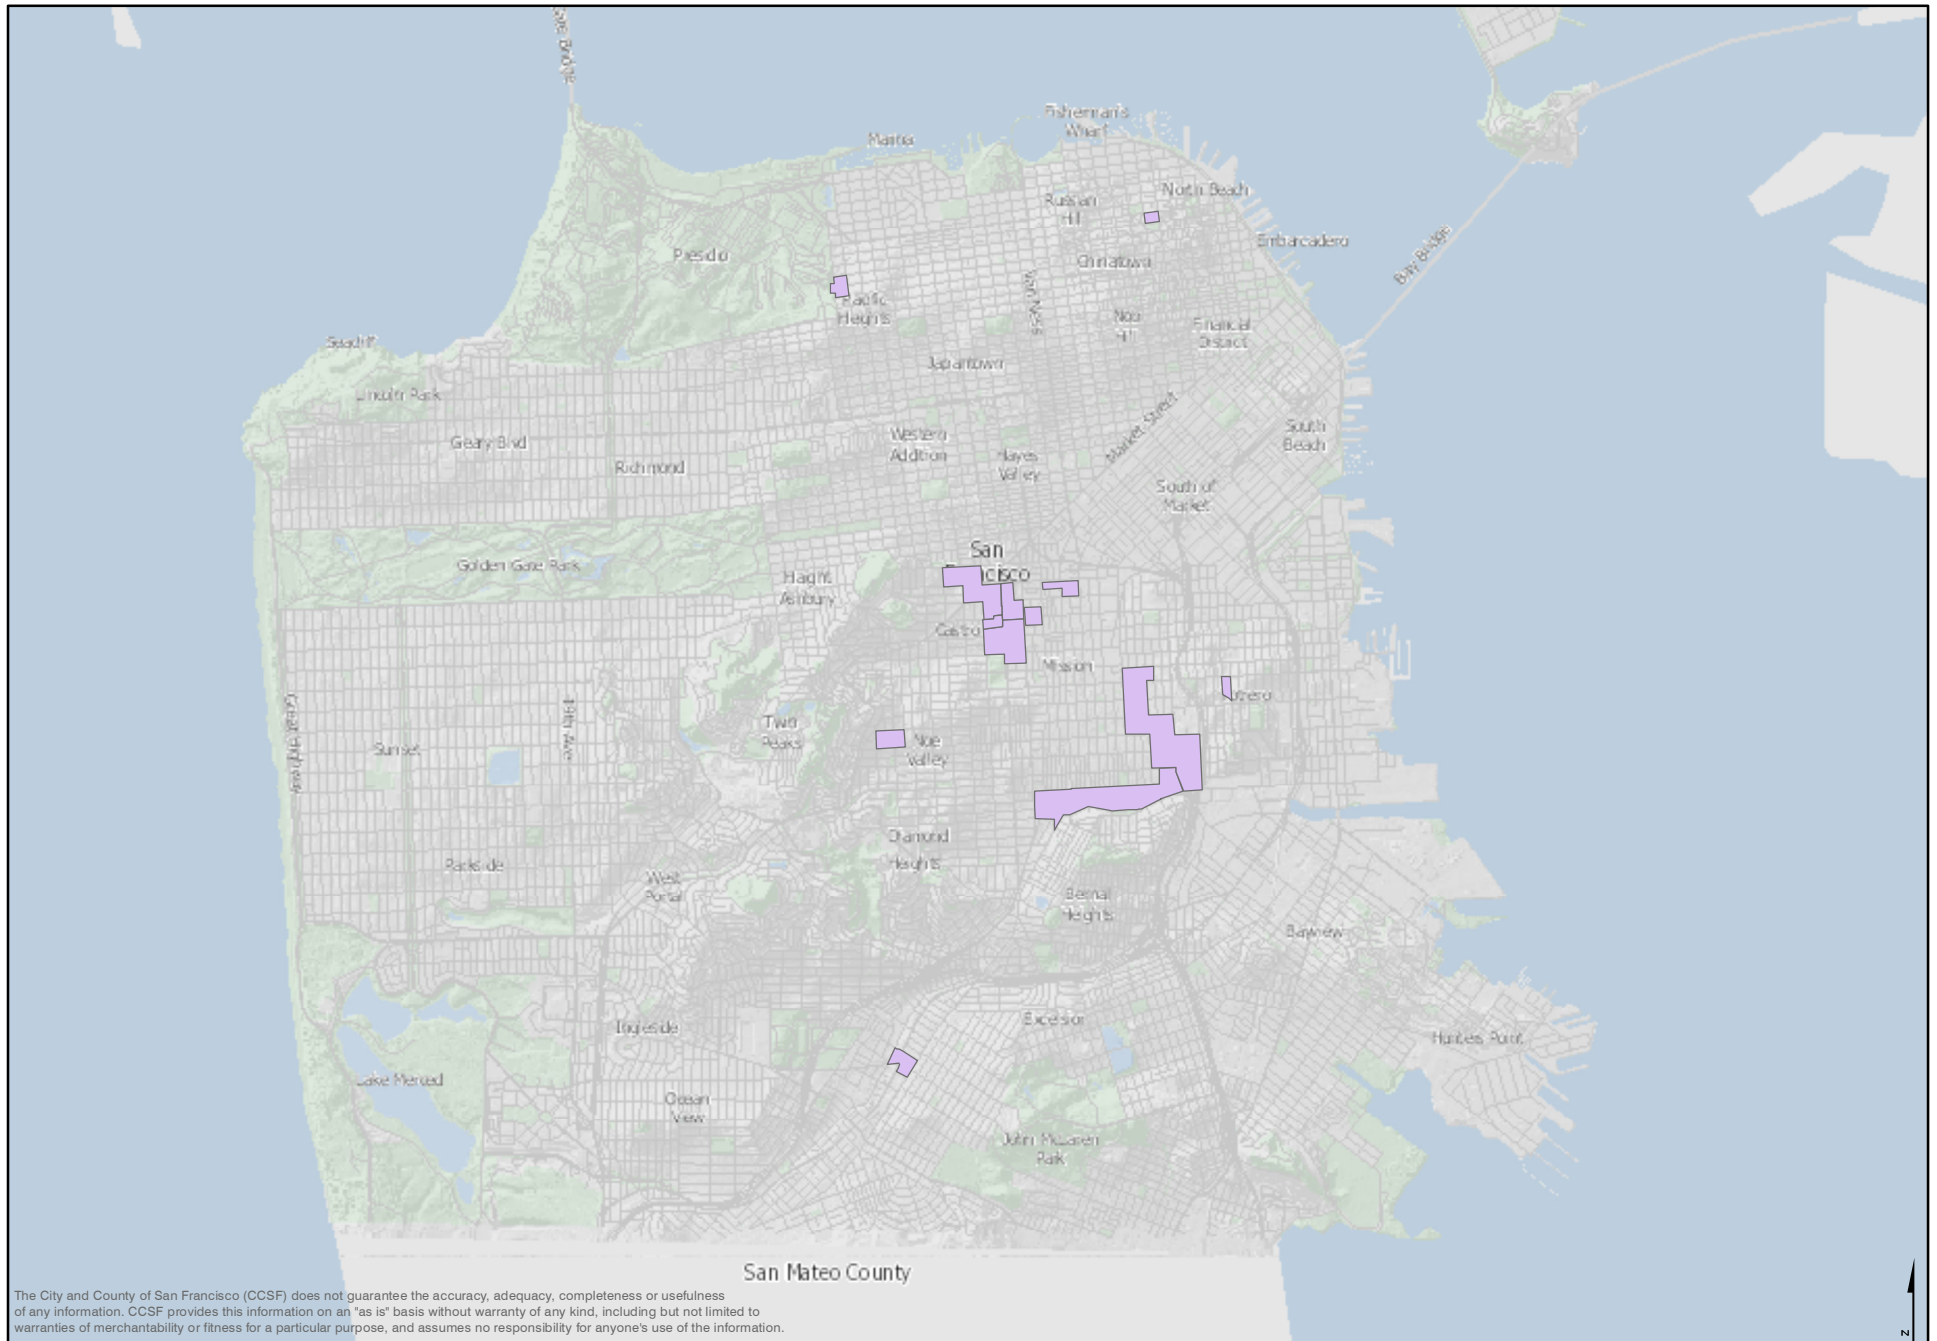 Fisherman's
Wharf
Marina
North Beach
Russian
Hill
Embarcadero
Bay Bridge
Presidio
Chinatown
Van Ness
Pacific
Heights
Nob
Hill
Financial
District
Seacliff
Japantown
Lincoln Park
Market Street
Geary Blvd
Western
Addition
Hayes
Valley
South
Beach
Richmond
South of
Market
San
Golden Gate Park
Haight
Ashbury
Castro
Mission
Great Highway
19th Ave
Sunset
Two
Peaks
Noe
Valley
Diamond
Heights
Parkside
West
Portal
Bernal
Heights
Bayview
Ingleside
Excelsior
Hunters Point
Lake Merced
Ocean
View
John McLaren
Park
San Mateo County
The City and County of San Francisco (CCSF) does not guarantee the accuracy, adequacy, completeness or usefulness
of any information. CCSF provides this information on an "as is" basis without warranty of any kind, including but not limited to
warranties of merchantability or fitness for a particular purpose, and assumes no responsibility for anyone's use of the information.
N